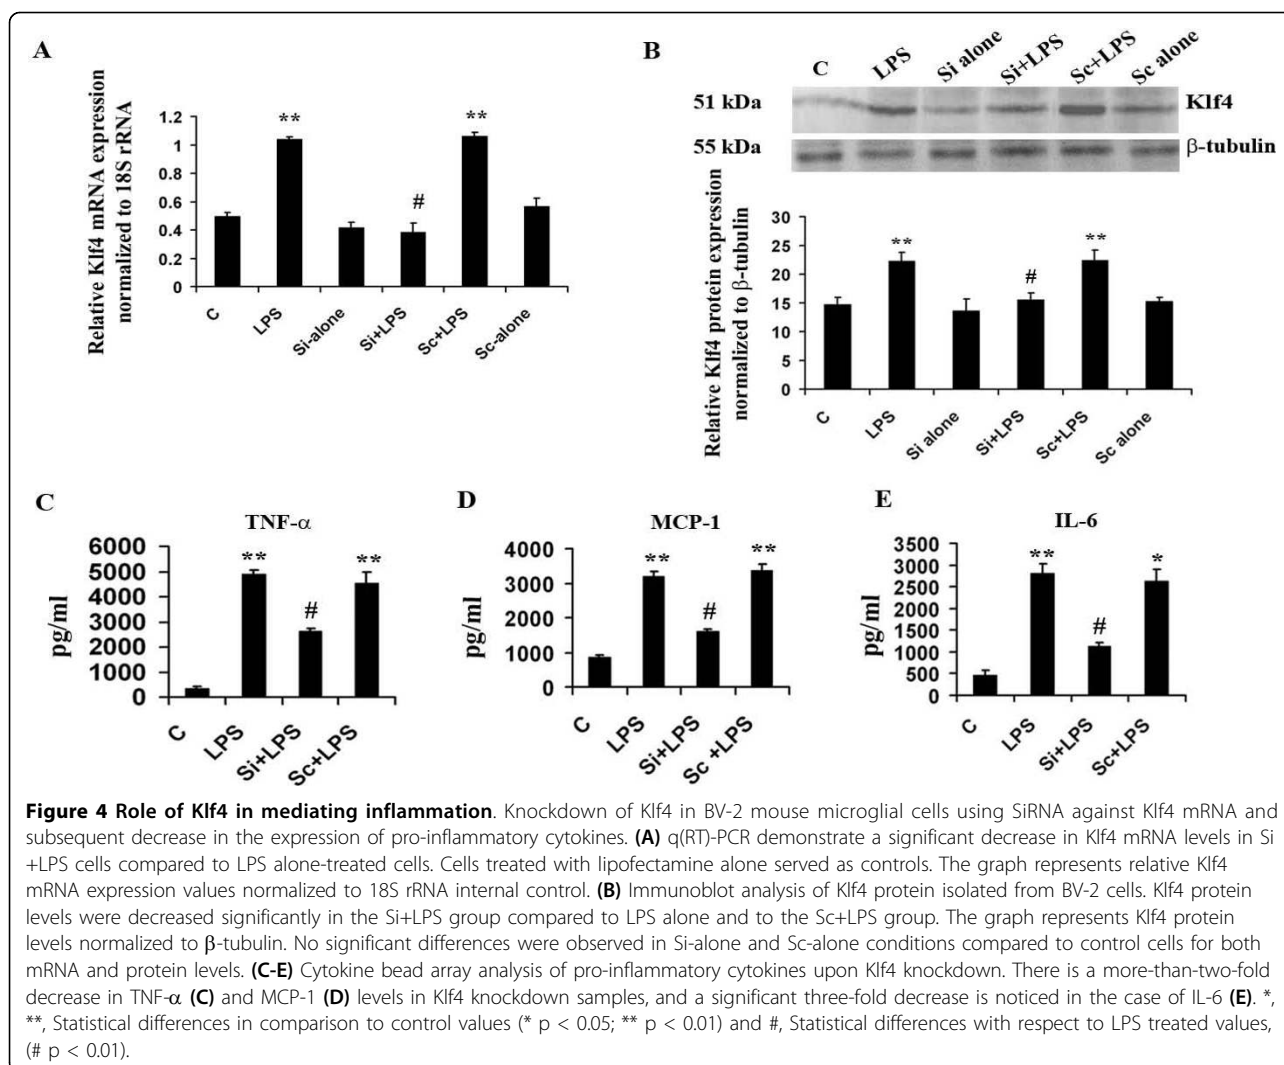 A
Relative Klf4 mRNA expression
normalized to 18S rRNA
1.2
1
0.8
0.6
0.4
0.2
0
**
#
**
C
LPS
Si-alone
Si+LPS
Sc+LPS
Sc-alone
B
C
LPS
Si alone
Si+LPS
Sc+LPS
Sc alone
51 kDa
Klf4
55 kDa
β-tubulin
Relative Klf4 protein expression
normalized to β-tubulin
30
25
20
15
10
5
0
**
#
**
C
LPS
Si alone
Si+LPS
Sc+LPS
Sc alone
C
TNF-α
pg/ml
6000
5000
4000
3000
2000
1000
0
**
#
**
C
LPS
Si+LPS
Sc+LPS
D
MCP-1
pg/ml
4000
3000
2000
1000
0
**
#
**
C
LPS
Si+LPS
Sc +LPS
E
IL-6
pg/ml
3500
3000
2500
2000
1500
1000
500
0
**
#
*
C
LPS
Si+LPS
Sc+LPS
Figure 4 Role of Klf4 in mediating inflammation. Knockdown of Klf4 in BV-2 mouse microglial cells using SiRNA against Klf4 mRNA and
subsequent decrease in the expression of pro-inflammatory cytokines. (A) q(RT)-PCR demonstrate a significant decrease in Klf4 mRNA levels in Si
+LPS cells compared to LPS alone-treated cells. Cells treated with lipofectamine alone served as controls. The graph represents relative Klf4
mRNA expression values normalized to 18S rRNA internal control. (B) Immunoblot analysis of Klf4 protein isolated from BV-2 cells. Klf4 protein
levels were decreased significantly in the Si+LPS group compared to LPS alone and to the Sc+LPS group. The graph represents Klf4 protein
levels normalized to β-tubulin. No significant differences were observed in Si-alone and Sc-alone conditions compared to control cells for both
mRNA and protein levels. (C-E) Cytokine bead array analysis of pro-inflammatory cytokines upon Klf4 knockdown. There is a more-than-two-fold
decrease in TNF-α (C) and MCP-1 (D) levels in Klf4 knockdown samples, and a significant three-fold decrease is noticed in the case of IL-6 (E). *,
**, Statistical differences in comparison to control values (* p < 0.05; ** p < 0.01) and #, Statistical differences with respect to LPS treated values,
(# p < 0.01).